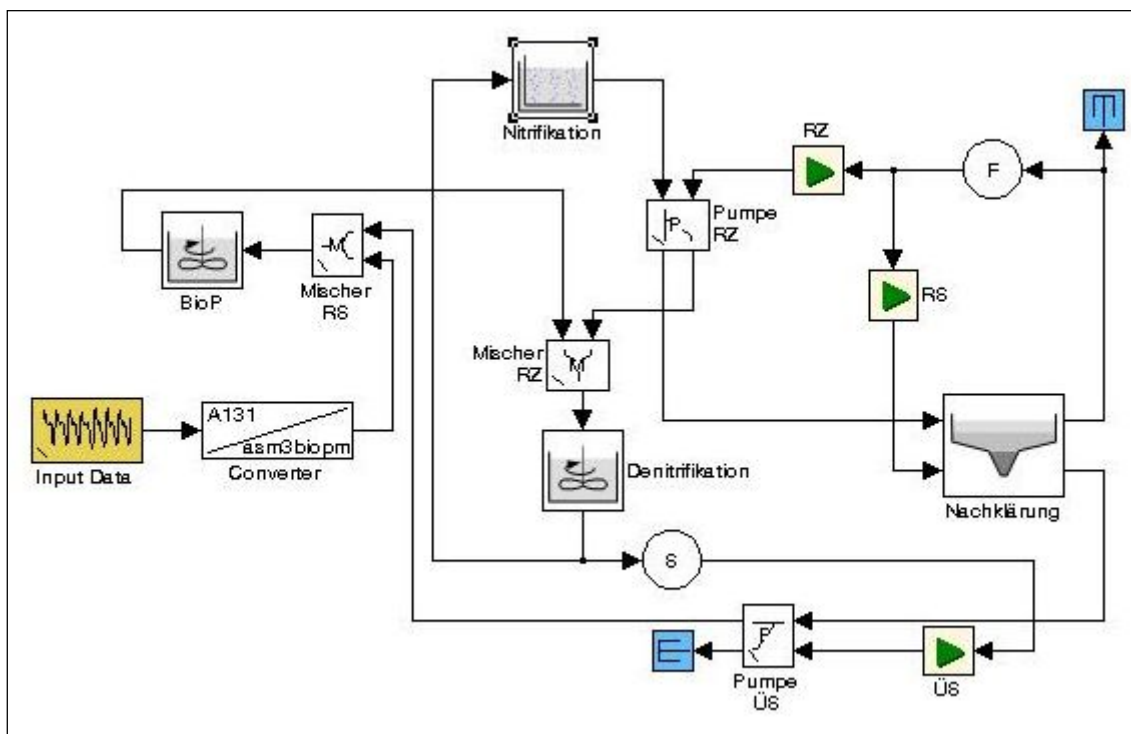 Nitrifikation
RZ
F
P
Pumpe
RZ
M
Mischer
RS
BioP
RS
Mischer
RZ
M
A131
asm3biopm
Converter
Input Data
Denitrifikation
Nachklärung
S
P
Pumpe
ÜS
ÜS